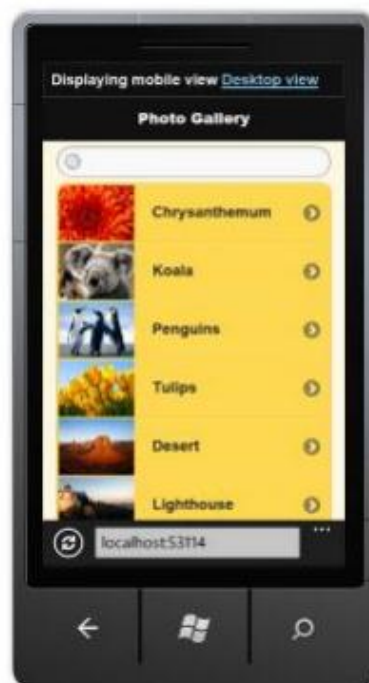 Displaying mobile view Desktop view
Photo Gallery
Chrysanthemum
Koala
Penguins
Tulips
Desert
Lighthouse
localhost:53114